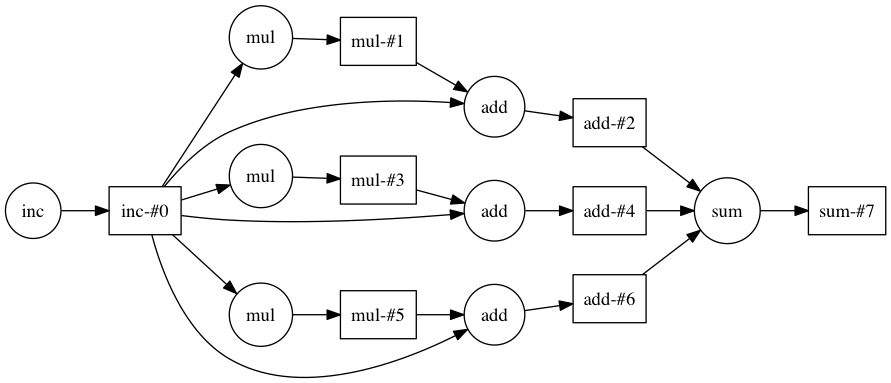 inc
inc-#0
mul
mul-#1
add
add-#2
mul
mul-#3
add
add-#4
mul
mul-#5
add
add-#6
sum
sum-#7